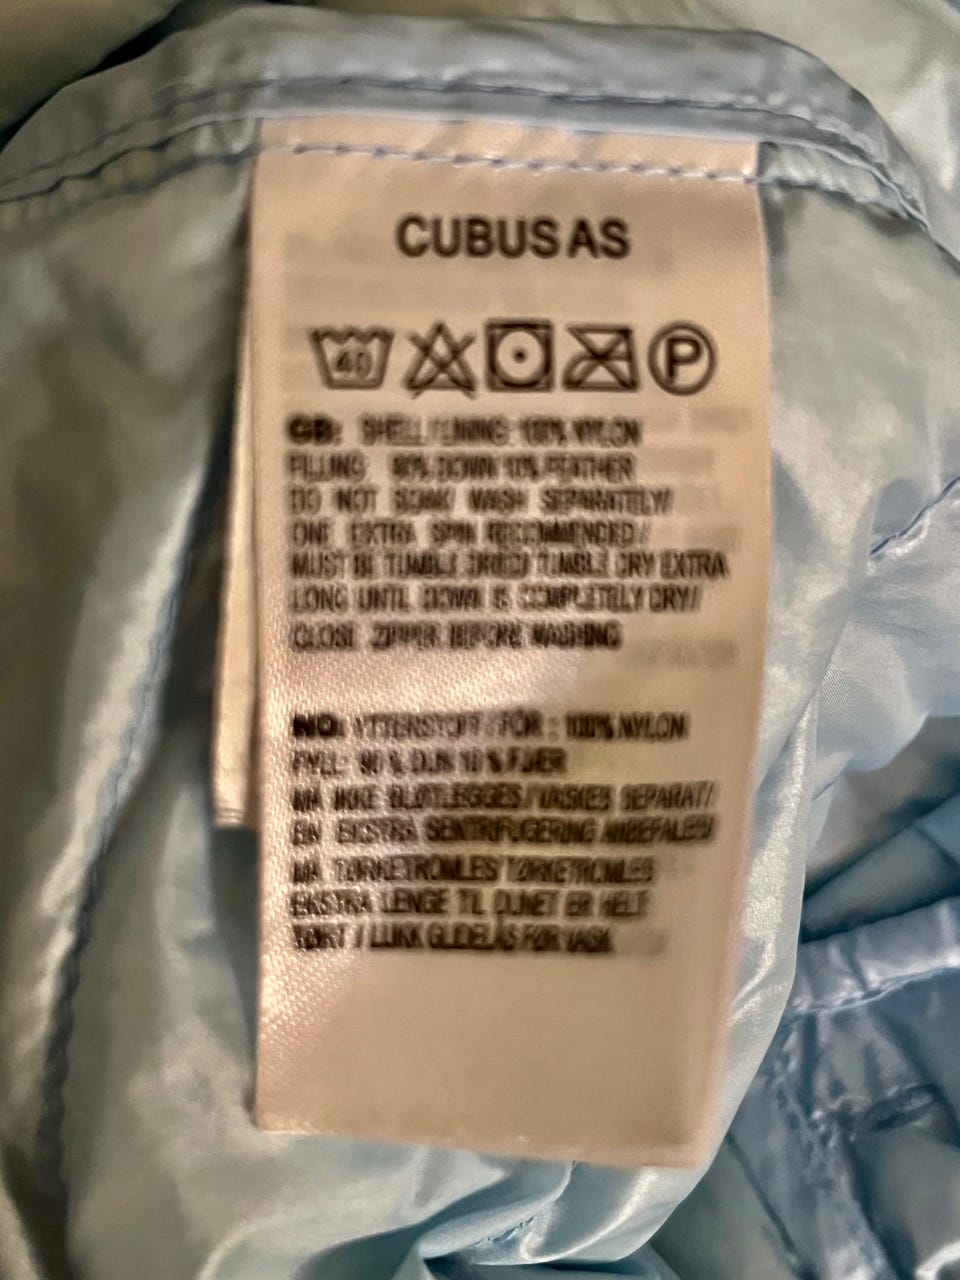 CUBUS AS
40 P
GB: SHELL/LINING: 100% NYLON
FILLING: 90% DOWN 10% FEATHER
DO NOT SOAK/ WASH SEPARATELY/
ONE EXTRA SPIN RECOMMENDED/
MUST BE TUMBLE DRIED/ TUMBLE DRY EXTRA
LONG UNTIL DOWN IS COMPLETELY DRY/
CLOSE ZIPPER BEFORE WASHING
NO: YTTERSTOFF/FÔR : 100% NYLON
FYLL: 90 % DUN 10 % FJÆR
MÅ IKKE BLØTLEGGES/VASKES SEPARAT/
EN EKSTRA SENTRIFUGERING ANBEFALES/
MÅ TØRKETROMLES TØRKETROMLES
EKSTRA LENGE TIL DUNET ER HELT
TØRT / LUKK GLIDELÅS FØR VASK